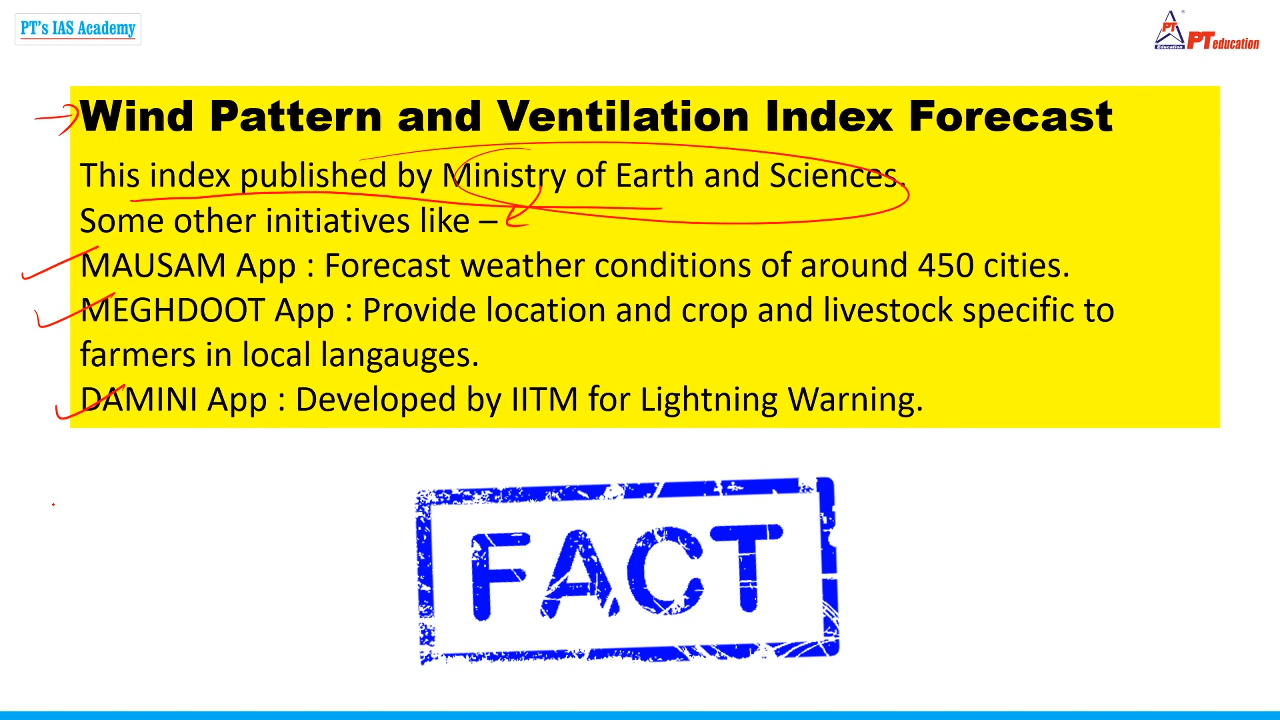 PT's IAS Academy
PT
Education
PT education
Wind Pattern and Ventilation Index Forecast
This index published by Ministry of Earth and Sciences.
Some other initiatives like –
MAUSAM App : Forecast weather conditions of around 450 cities.
MEGHDOOT App : Provide location and crop and livestock specific to
farmers in local langauges.
DAMINI App : Developed by IITM for Lightning Warning.
FACT